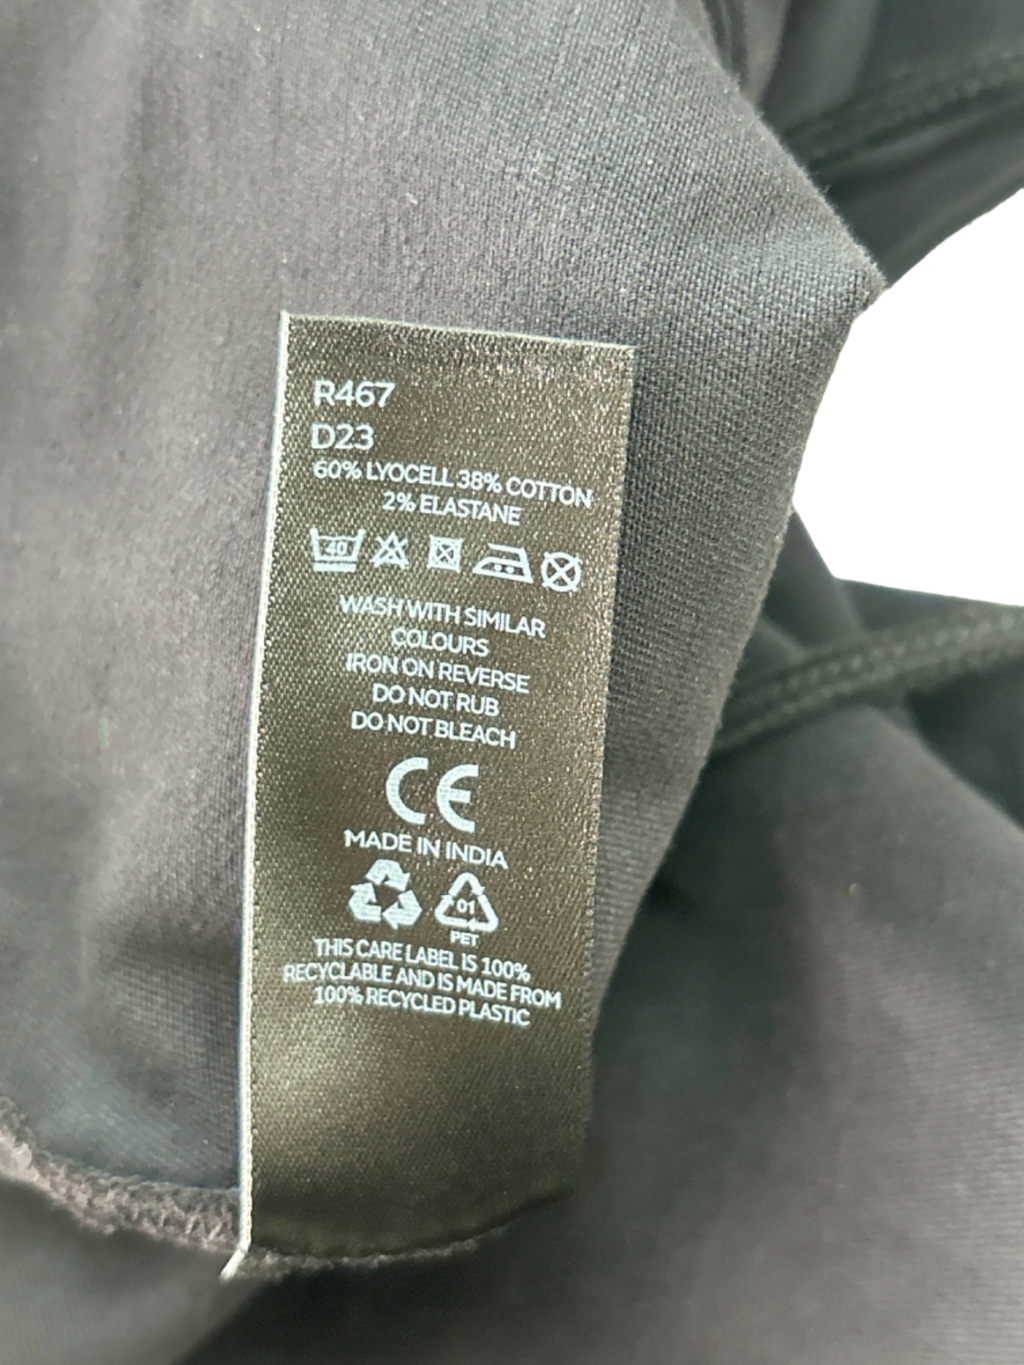 R467
D23
60% LYOCELL 38% COTTON
2% ELASTANE
40
WASH WITH SIMILAR
COLOURS
IRON ON REVERSE
DO NOT RUB
DO NOT BLEACH
CE
MADE IN INDIA
01
PET
THIS CARE LABEL IS 100%
RECYCLABLE AND IS MADE FROM
100% RECYCLED PLASTIC